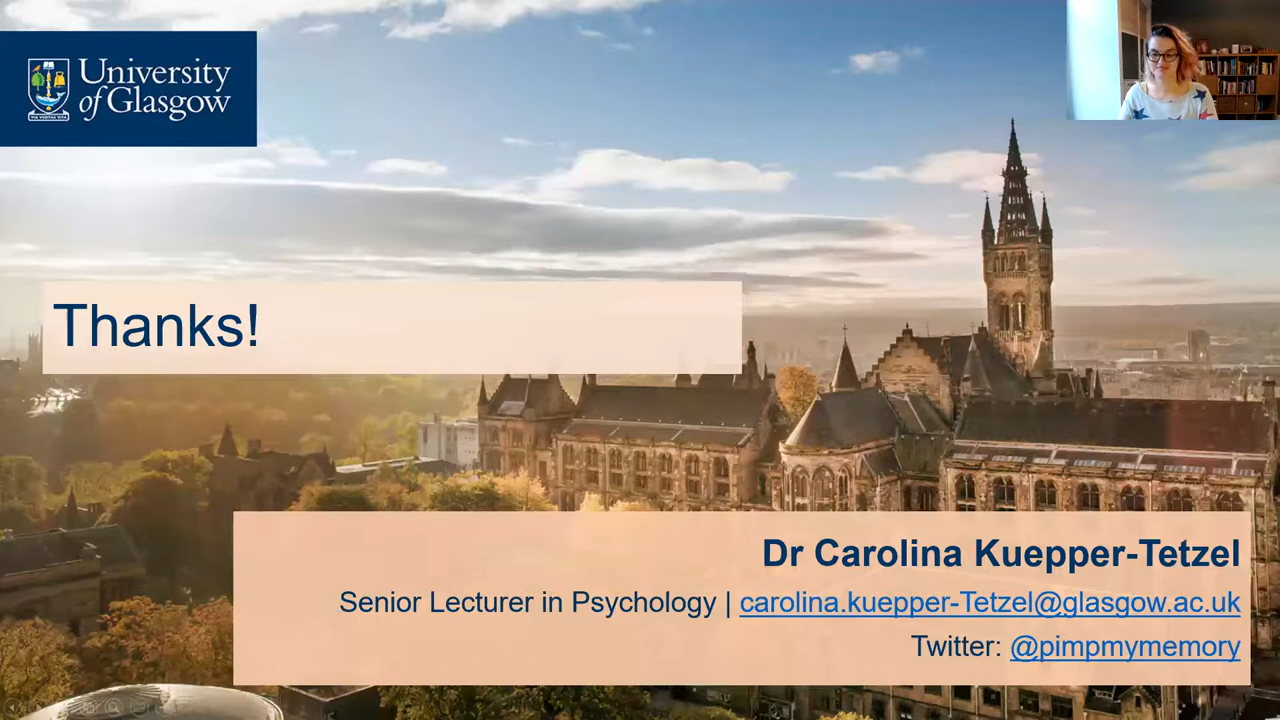 University
of Glasgow
Thanks!
Dr Carolina Kuepper-Tetzel
Senior Lecturer in Psychology | carolina.kuepper-Tetzel@glasgow.ac.uk
Twitter: @pimpmymemory